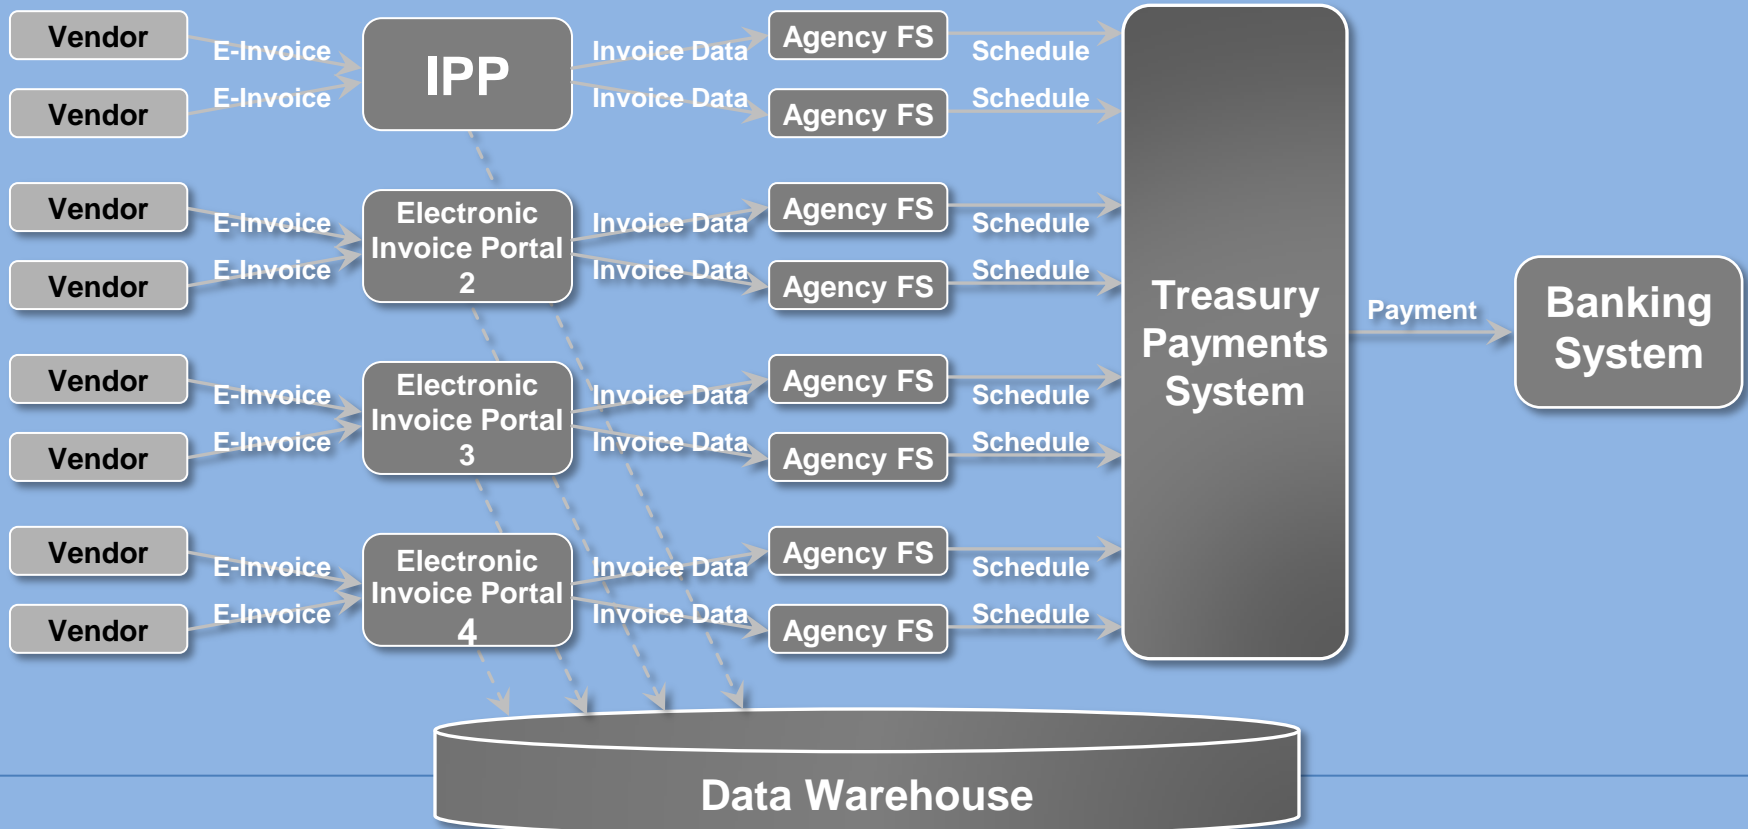 Vendor
E-Invoice
IPP
Invoice Data
Agency FS
Schedule
Vendor
E-Invoice
Invoice Data
Agency FS
Schedule
Vendor
E-Invoice
Electronic
Invoice Portal
2
Invoice Data
Agency FS
Schedule
Vendor
E-Invoice
Invoice Data
Agency FS
Schedule
Vendor
E-Invoice
Electronic
Invoice Portal
3
Invoice Data
Agency FS
Schedule
Vendor
E-Invoice
Invoice Data
Agency FS
Schedule
Vendor
E-Invoice
Electronic
Invoice Portal
4
Invoice Data
Agency FS
Schedule
Vendor
E-Invoice
Invoice Data
Agency FS
Schedule
Treasury
Payments
System
Payment
Banking
System
Data Warehouse